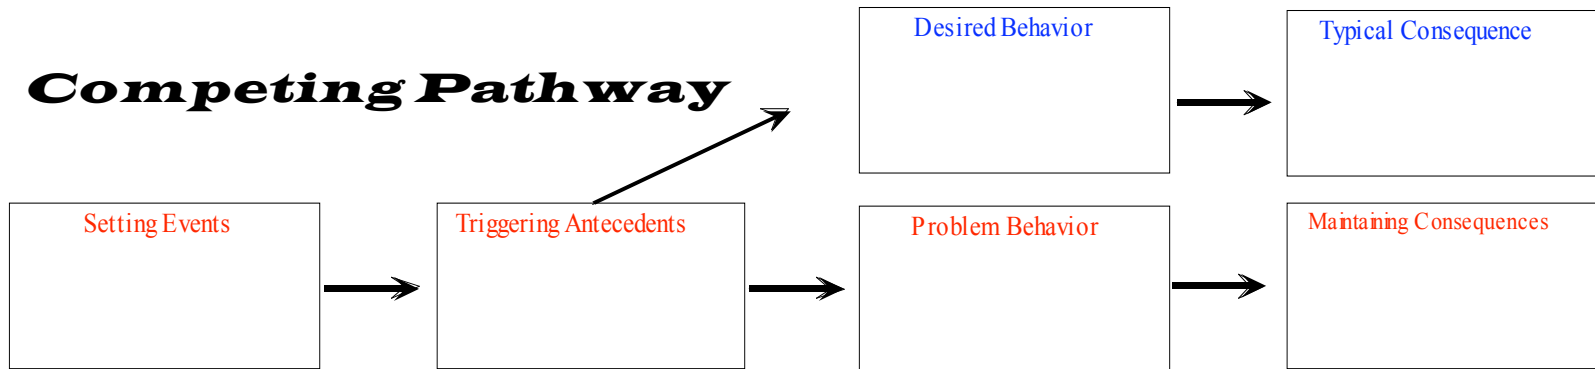 Desired Behavior
Typical Consequence
Competing Pathway
Setting Events
Triggering Antecedents
Problem Behavior
Maintaining Consequences